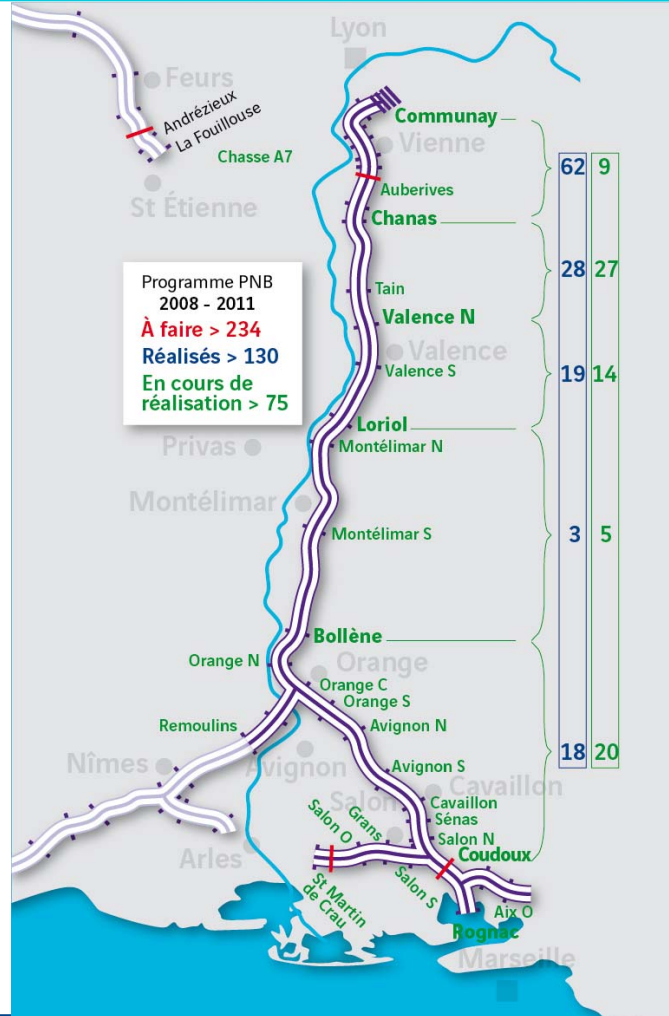 Lyon
Feurs
Andrézieux
La Fouillouse
Communay
Vienne
Chasse A7
62 9
Auberives
St Étienne
Chanas
Programme PNB
2008 - 2011
À faire > 234
Réalisés > 130
En cours de
réalisation > 75
28 27
Tain
Valence N
Valence
Valence S
19 14
Loriol
Privas
Montélimar N
Montélimar
Montélimar S
3 5
Bollène
Orange N
Orange
Orange C
Orange S
Remoulins
Avignon N
18 20
Nîmes
Avignon
Avignon S
Cavaillon
Salon
Cavaillon
Sénas
Salon O
Grans
Salon N
Arles
Coudoux
St Martin
de Crau
Salon S
Aix O
Rognac
Marseille